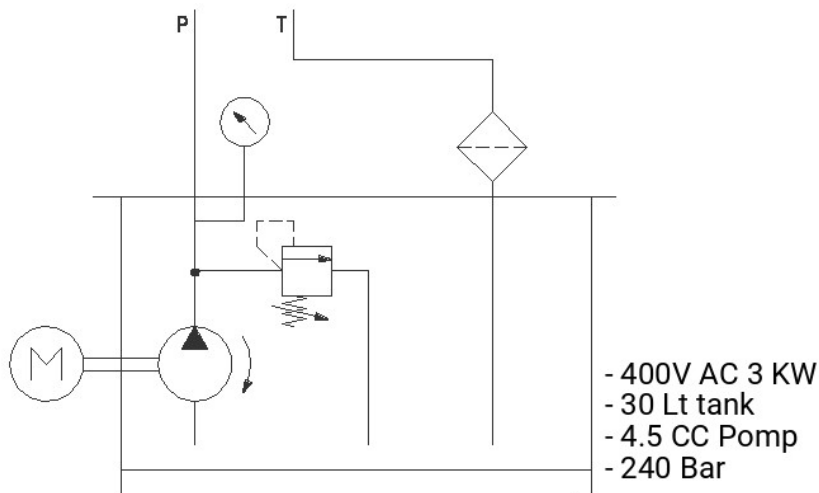 P T
M
- 400V AC 3 KW
- 30 Lt tank
- 4.5 CC Pomp
- 240 Bar